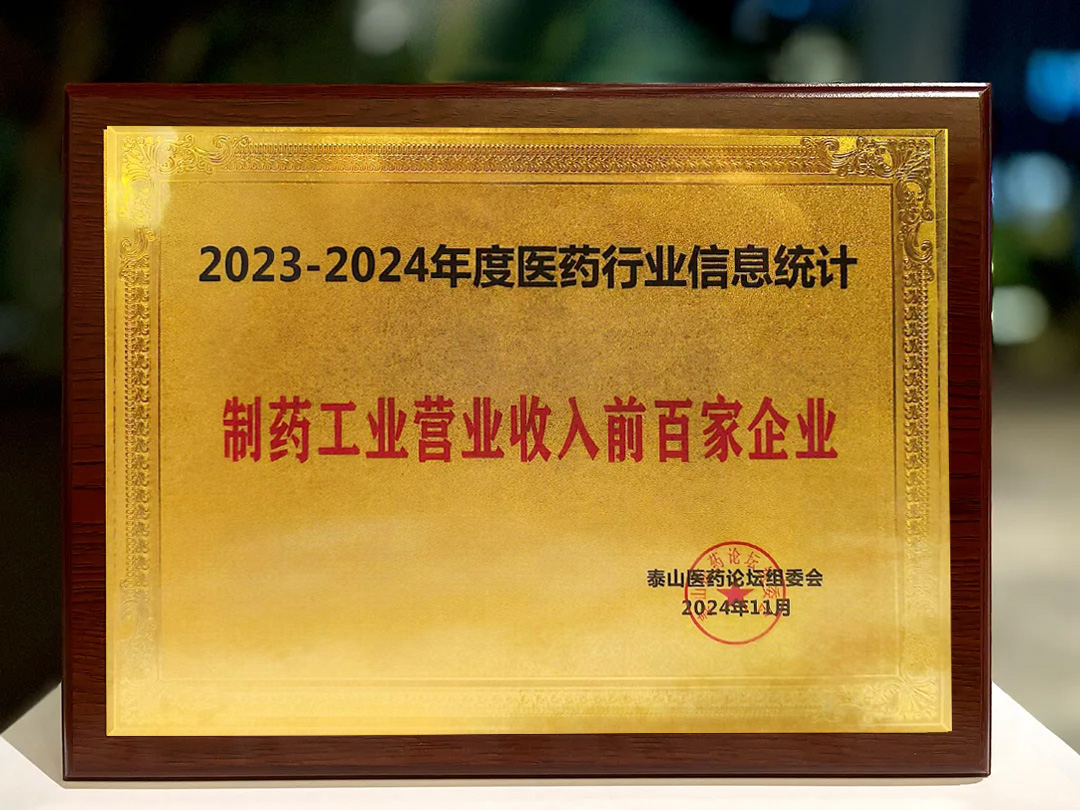 2023-2024年度医药行业信息统计
制药工业营业收入前百家企业
泰山医药论坛组委会
2024年11月